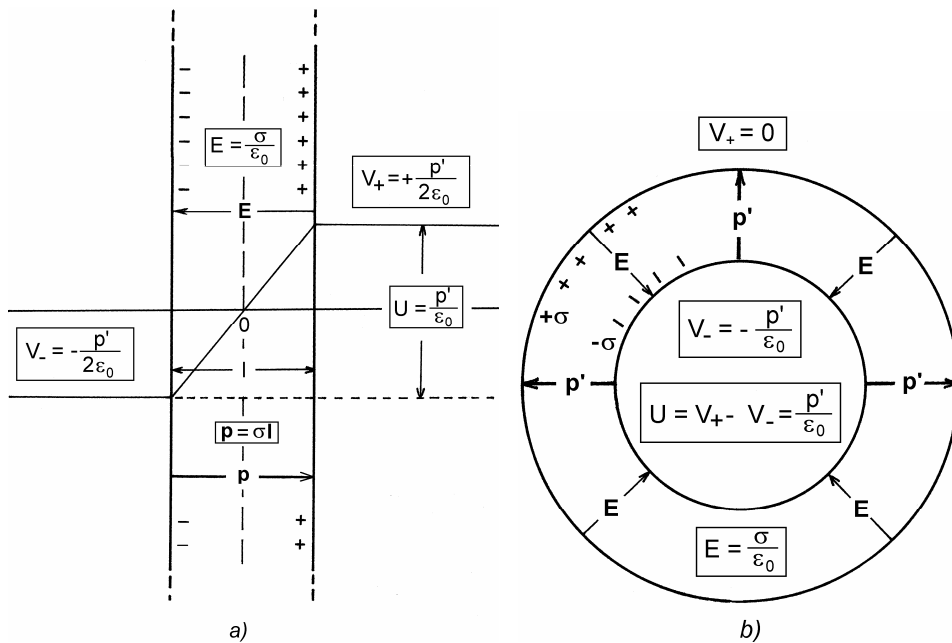 − +
− +
− +
− E = σ/ε₀ +
− +
− +
V₊ = + p'/2ε₀
E
U = p'/ε₀
0
V₋ = - p'/2ε₀
l
p = σl
p
− +
− +
a)
V₊ = 0
p'
+ + + +
E E
+σ
− − − −
-σ
V₋ = - p'/ε₀
p' p'
U = V₊ - V₋ = p'/ε₀
E E
E = σ/ε₀
b)